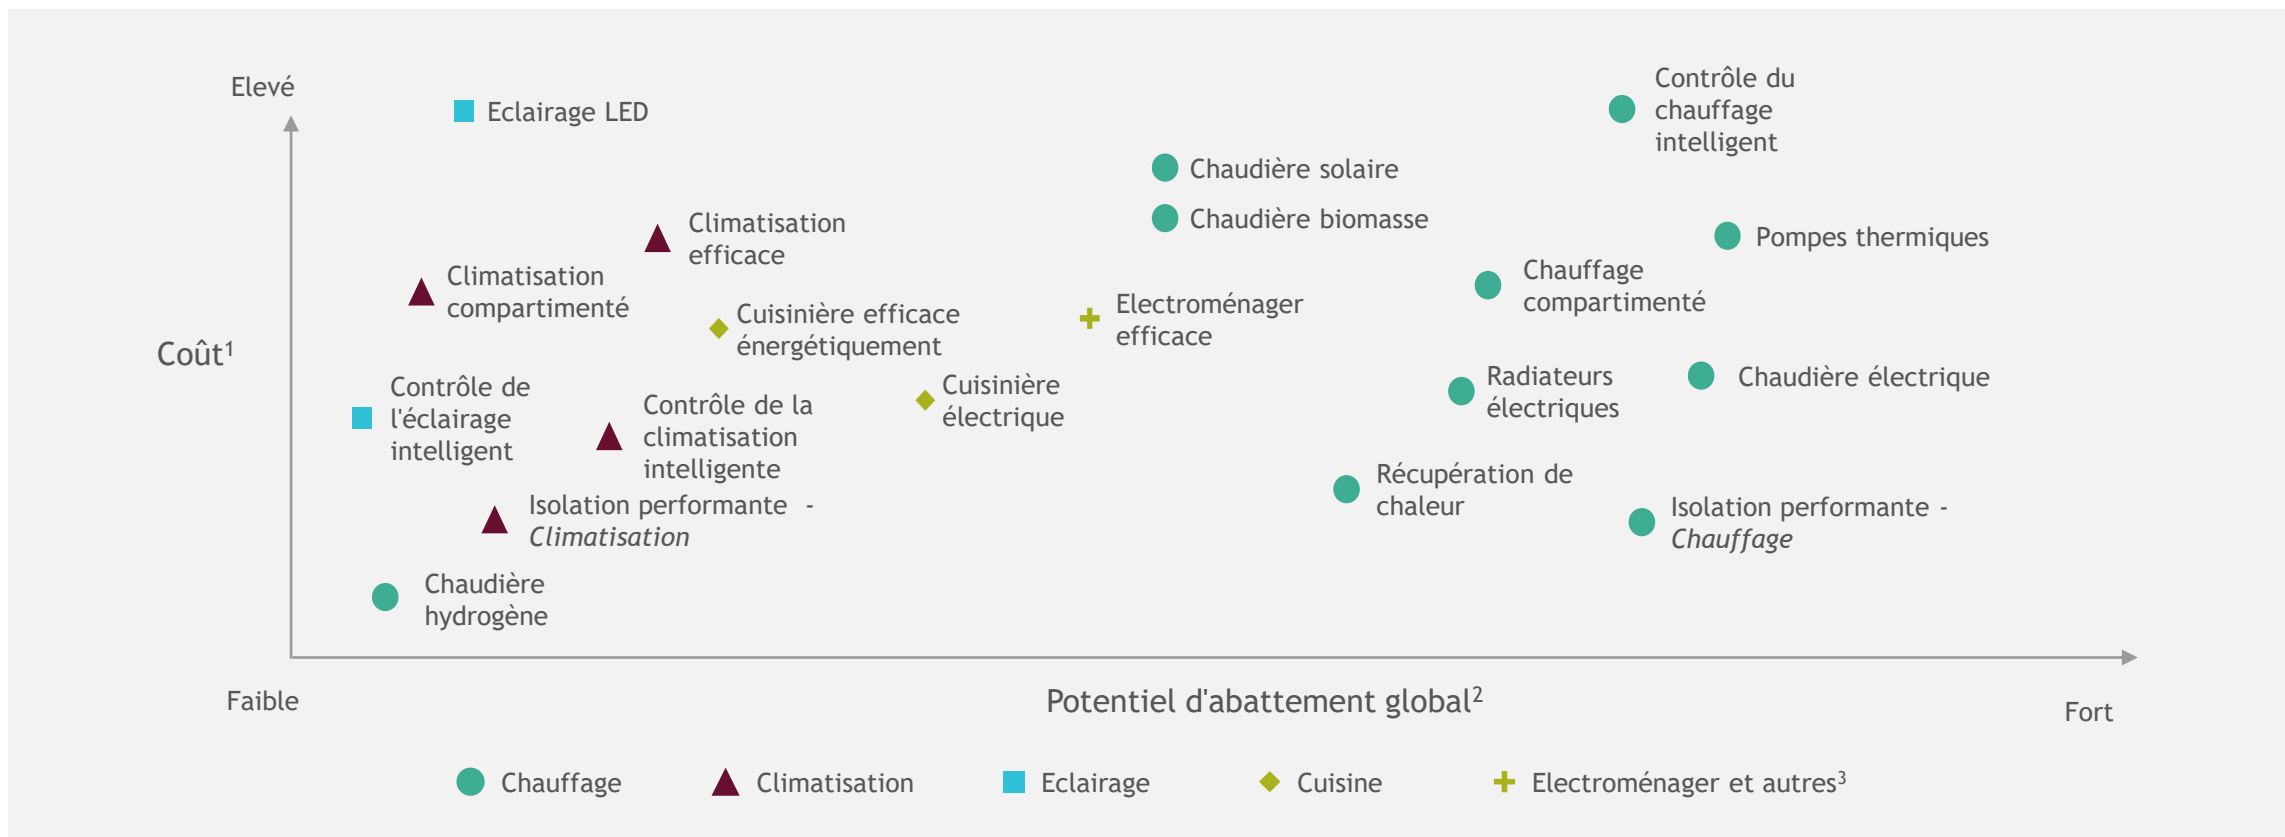 Elevé
Eclairage LED
Contrôle du
chauffage
intelligent
Chaudière solaire
Chaudière biomasse
Climatisation
efficace
Pompes thermiques
Climatisation
compartimenté
Chauffage
compartimenté
Cuisinière efficace
énergétiquement
Electroménager
efficace
Coût¹
Contrôle de
l'éclairage
intelligent
Contrôle de la
climatisation
intelligente
Cuisinière
électrique
Radiateurs
électriques
Chaudière électrique
Récupération de
chaleur
Isolation performante -
Climatisation
Isolation performante -
Chauffage
Chaudière
hydrogène
Faible
Potentiel d'abattement global²
Fort
Chauffage
Climatisation
Eclairage
Cuisine
Electroménager et autres³